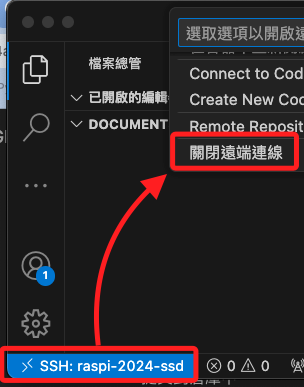 選取選項以開啟遠
檔案總管
Connect to Cod
已開啟的編輯
Create New Coc
DOCUMENT
Remote Reposit
關閉遠端連線
1
SSH: raspi-2024-ssd
0
0